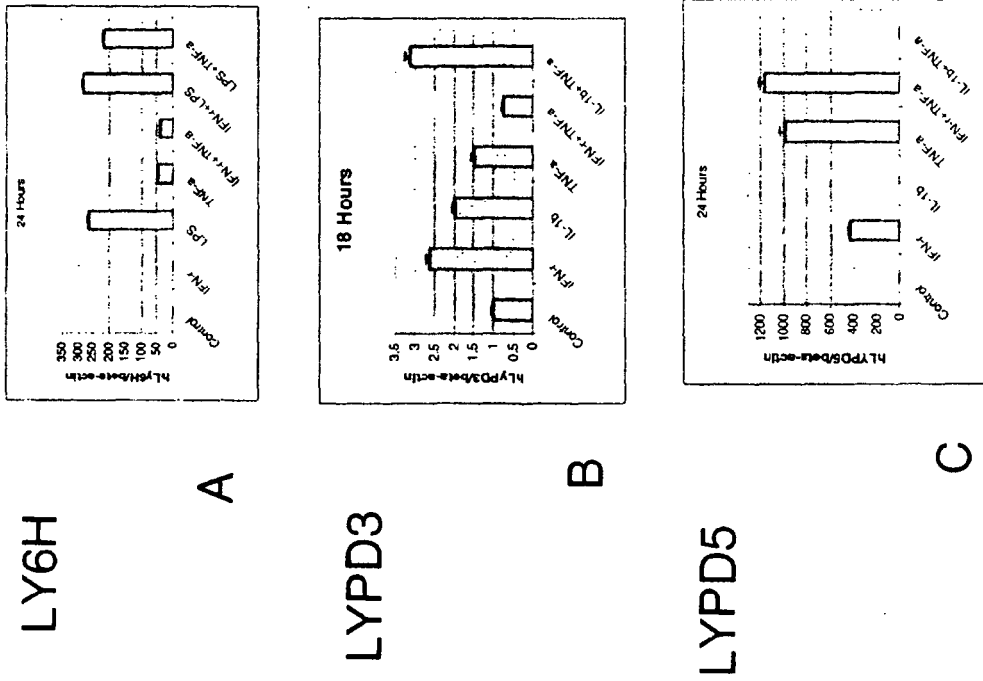 LY6H
24 Hours
hLy6H/beta-actin
350
300
250
200
150
100
50
0
Control
IFN-r
LPS
TNF-a
IFN-r+TNF-a
IFN-r+LPS
LPS+TNF-a
A
LYPD3
18 Hours
hLyPD3/beta-actin
3.5
3
2.5
2
1.5
1
0.5
0
Control
IFN-r
IL-1b
TNF-a
IFN-r+TNF-a
IL-1b+TNF-a
B
LYPD5
24 Hours
hLYPD5/beta-actin
1200
1000
800
600
400
200
0
Control
IFN-r
IL-1b
TNF-a
IFN-r+TNF-a
IL-1b+TNF-a
C